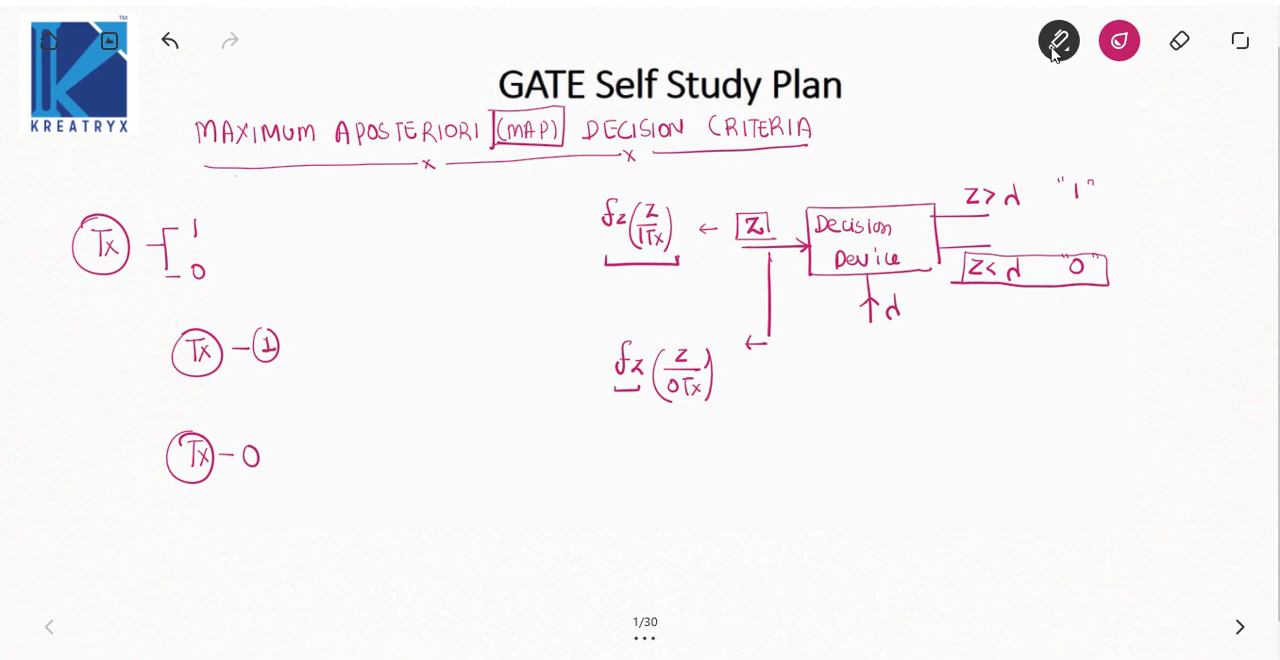 TM
KREATRYX
GATE Self Study Plan
MAXIMUM APOSTERIORI (MAP) DECISION CRITERIA
Tx
1
0
fz(z/1Tx) ← Z
Decision
Device
Z > d "1"
Z < d "0"
d
Tx - 1
fz(z/0Tx) ←
Tx - 0
1/30